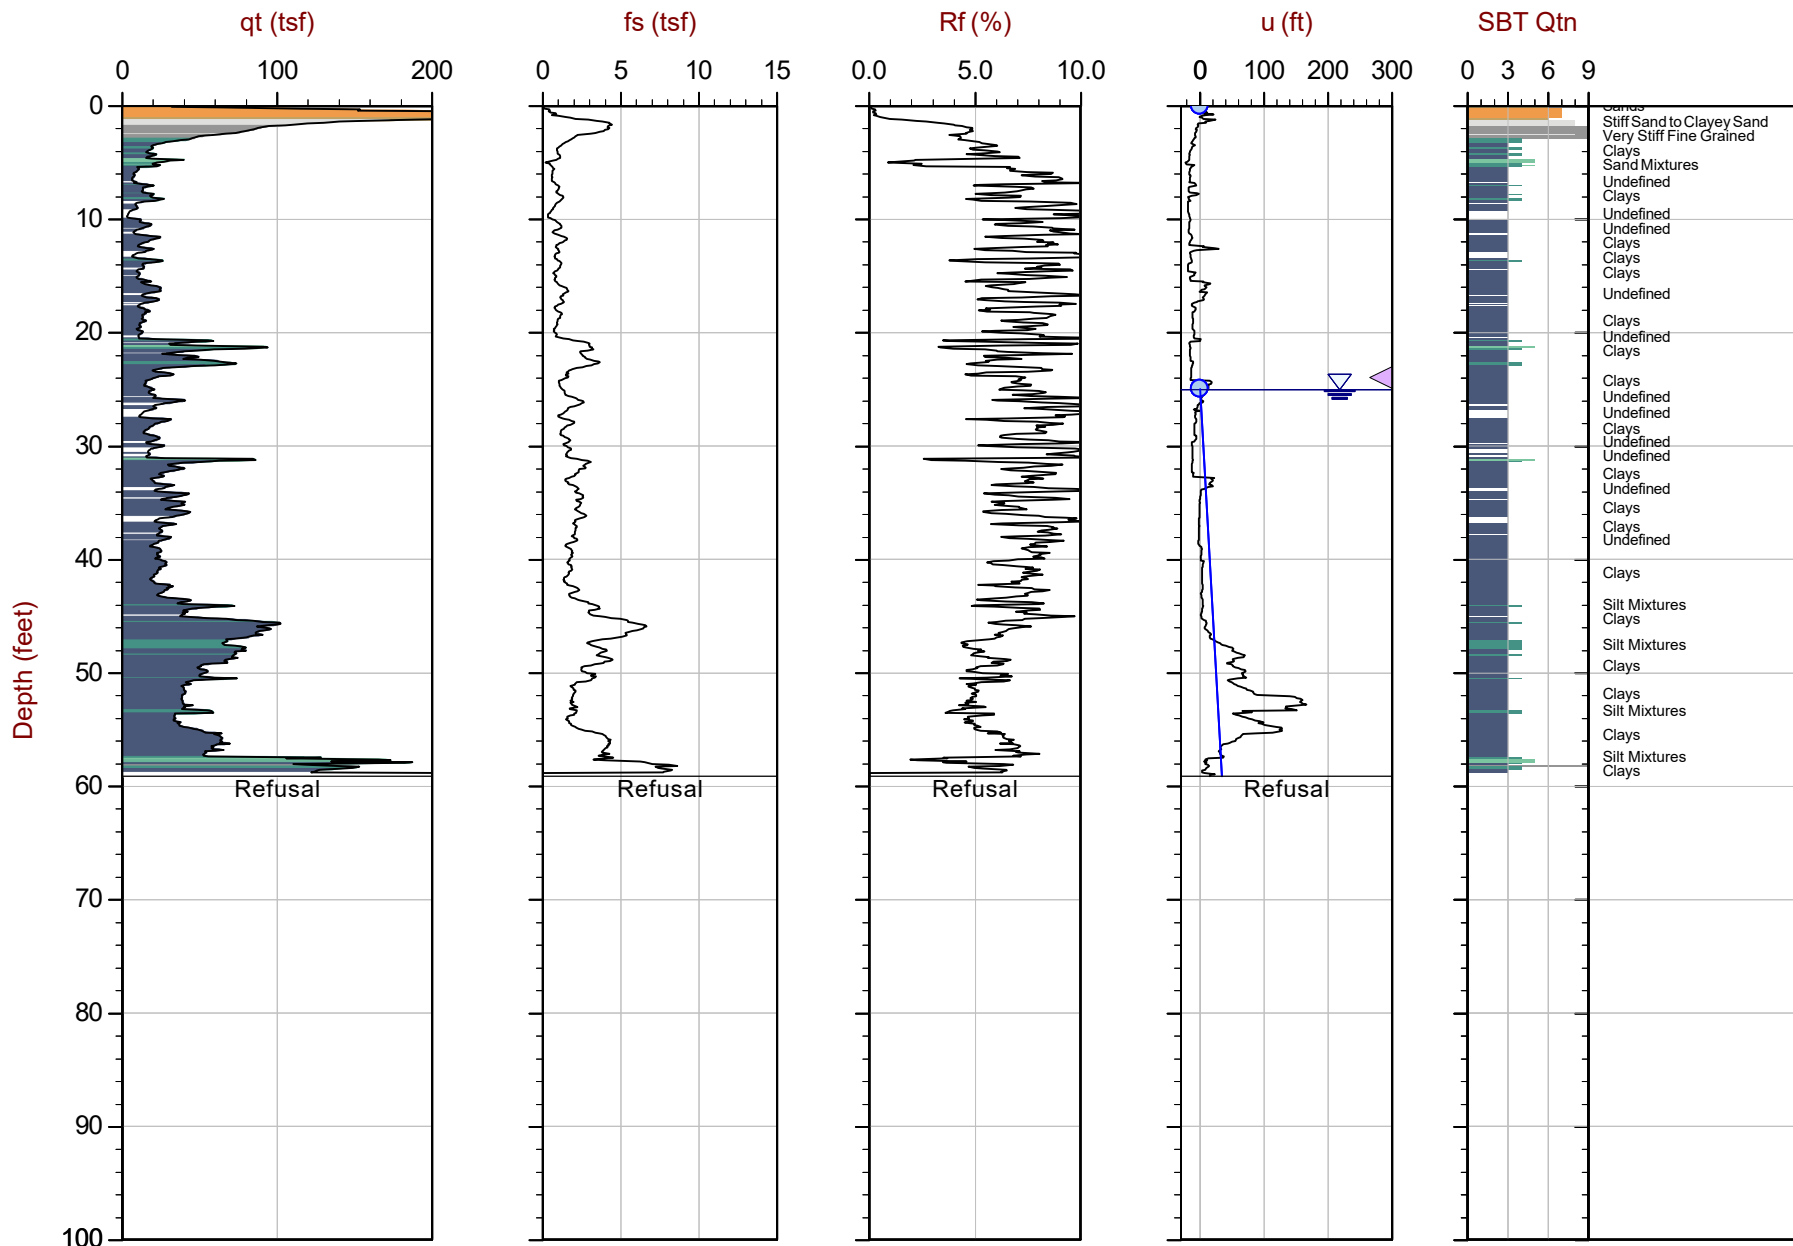 qt (tsf)
fs (tsf)
Rf (%)
u (ft)
SBT Qtn
0 100 200
0 5 10 15
0.0 5.0 10.0
0 100 200 300
0 3 6 9
Depth (feet)
0
10
20
30
40
50
60
70
80
90
100
Sands
Stiff Sand to Clayey Sand
Very Stiff Fine Grained
Clays
Sand Mixtures
Undefined
Clays
Undefined
Undefined
Clays
Clays
Clays
Undefined
Clays
Undefined
Clays
Clays
Undefined
Undefined
Clays
Undefined
Undefined
Clays
Undefined
Clays
Clays
Undefined
Clays
Silt Mixtures
Clays
Silt Mixtures
Clays
Clays
Silt Mixtures
Clays
Silt Mixtures
Clays
Refusal
Refusal
Refusal
Refusal